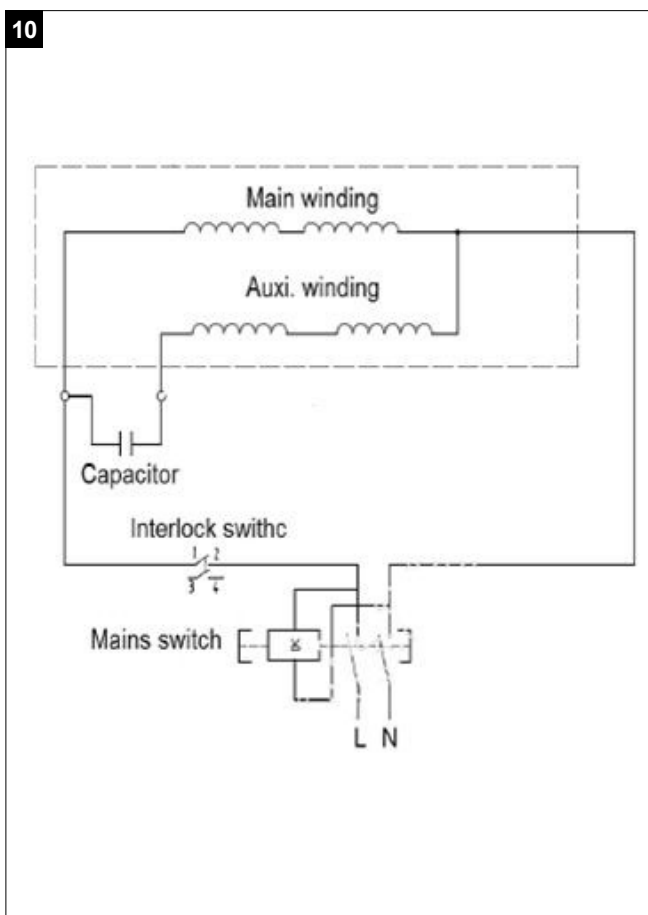 10
Main winding
Auxi. winding
Capacitor
Interlock swithc
1 2
3 4
Mains switch
L N